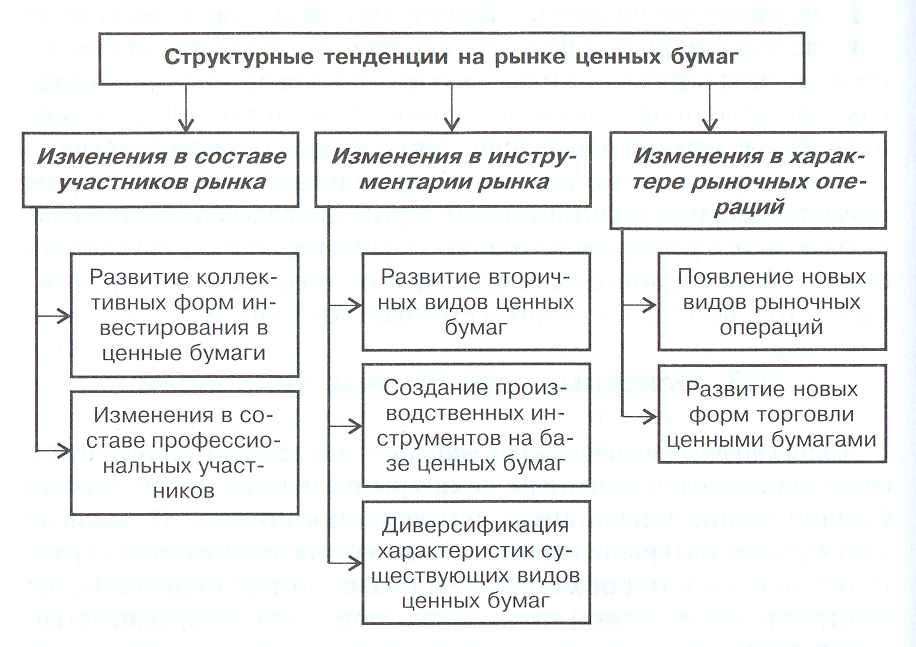 Структурные тенденции на рынке ценных бумаг
Изменения в составе
участников рынка
Изменения в инстру-
ментарии рынка
Изменения в харак-
тере рыночных опе-
раций
Развитие коллек-
тивных форм ин-
вестирования в
ценные бумаги
Изменения в со-
ставе профессио-
нальных участ-
ников
Развитие вторич-
ных видов ценных
бумаг
Создание произ-
водственных ин-
струментов на ба-
зе ценных бумаг
Диверсификация
характеристик су-
ществующих видов
ценных бумаг
Появление новых
видов рыночных
операций
Развитие новых
форм торговли
ценными бумагами